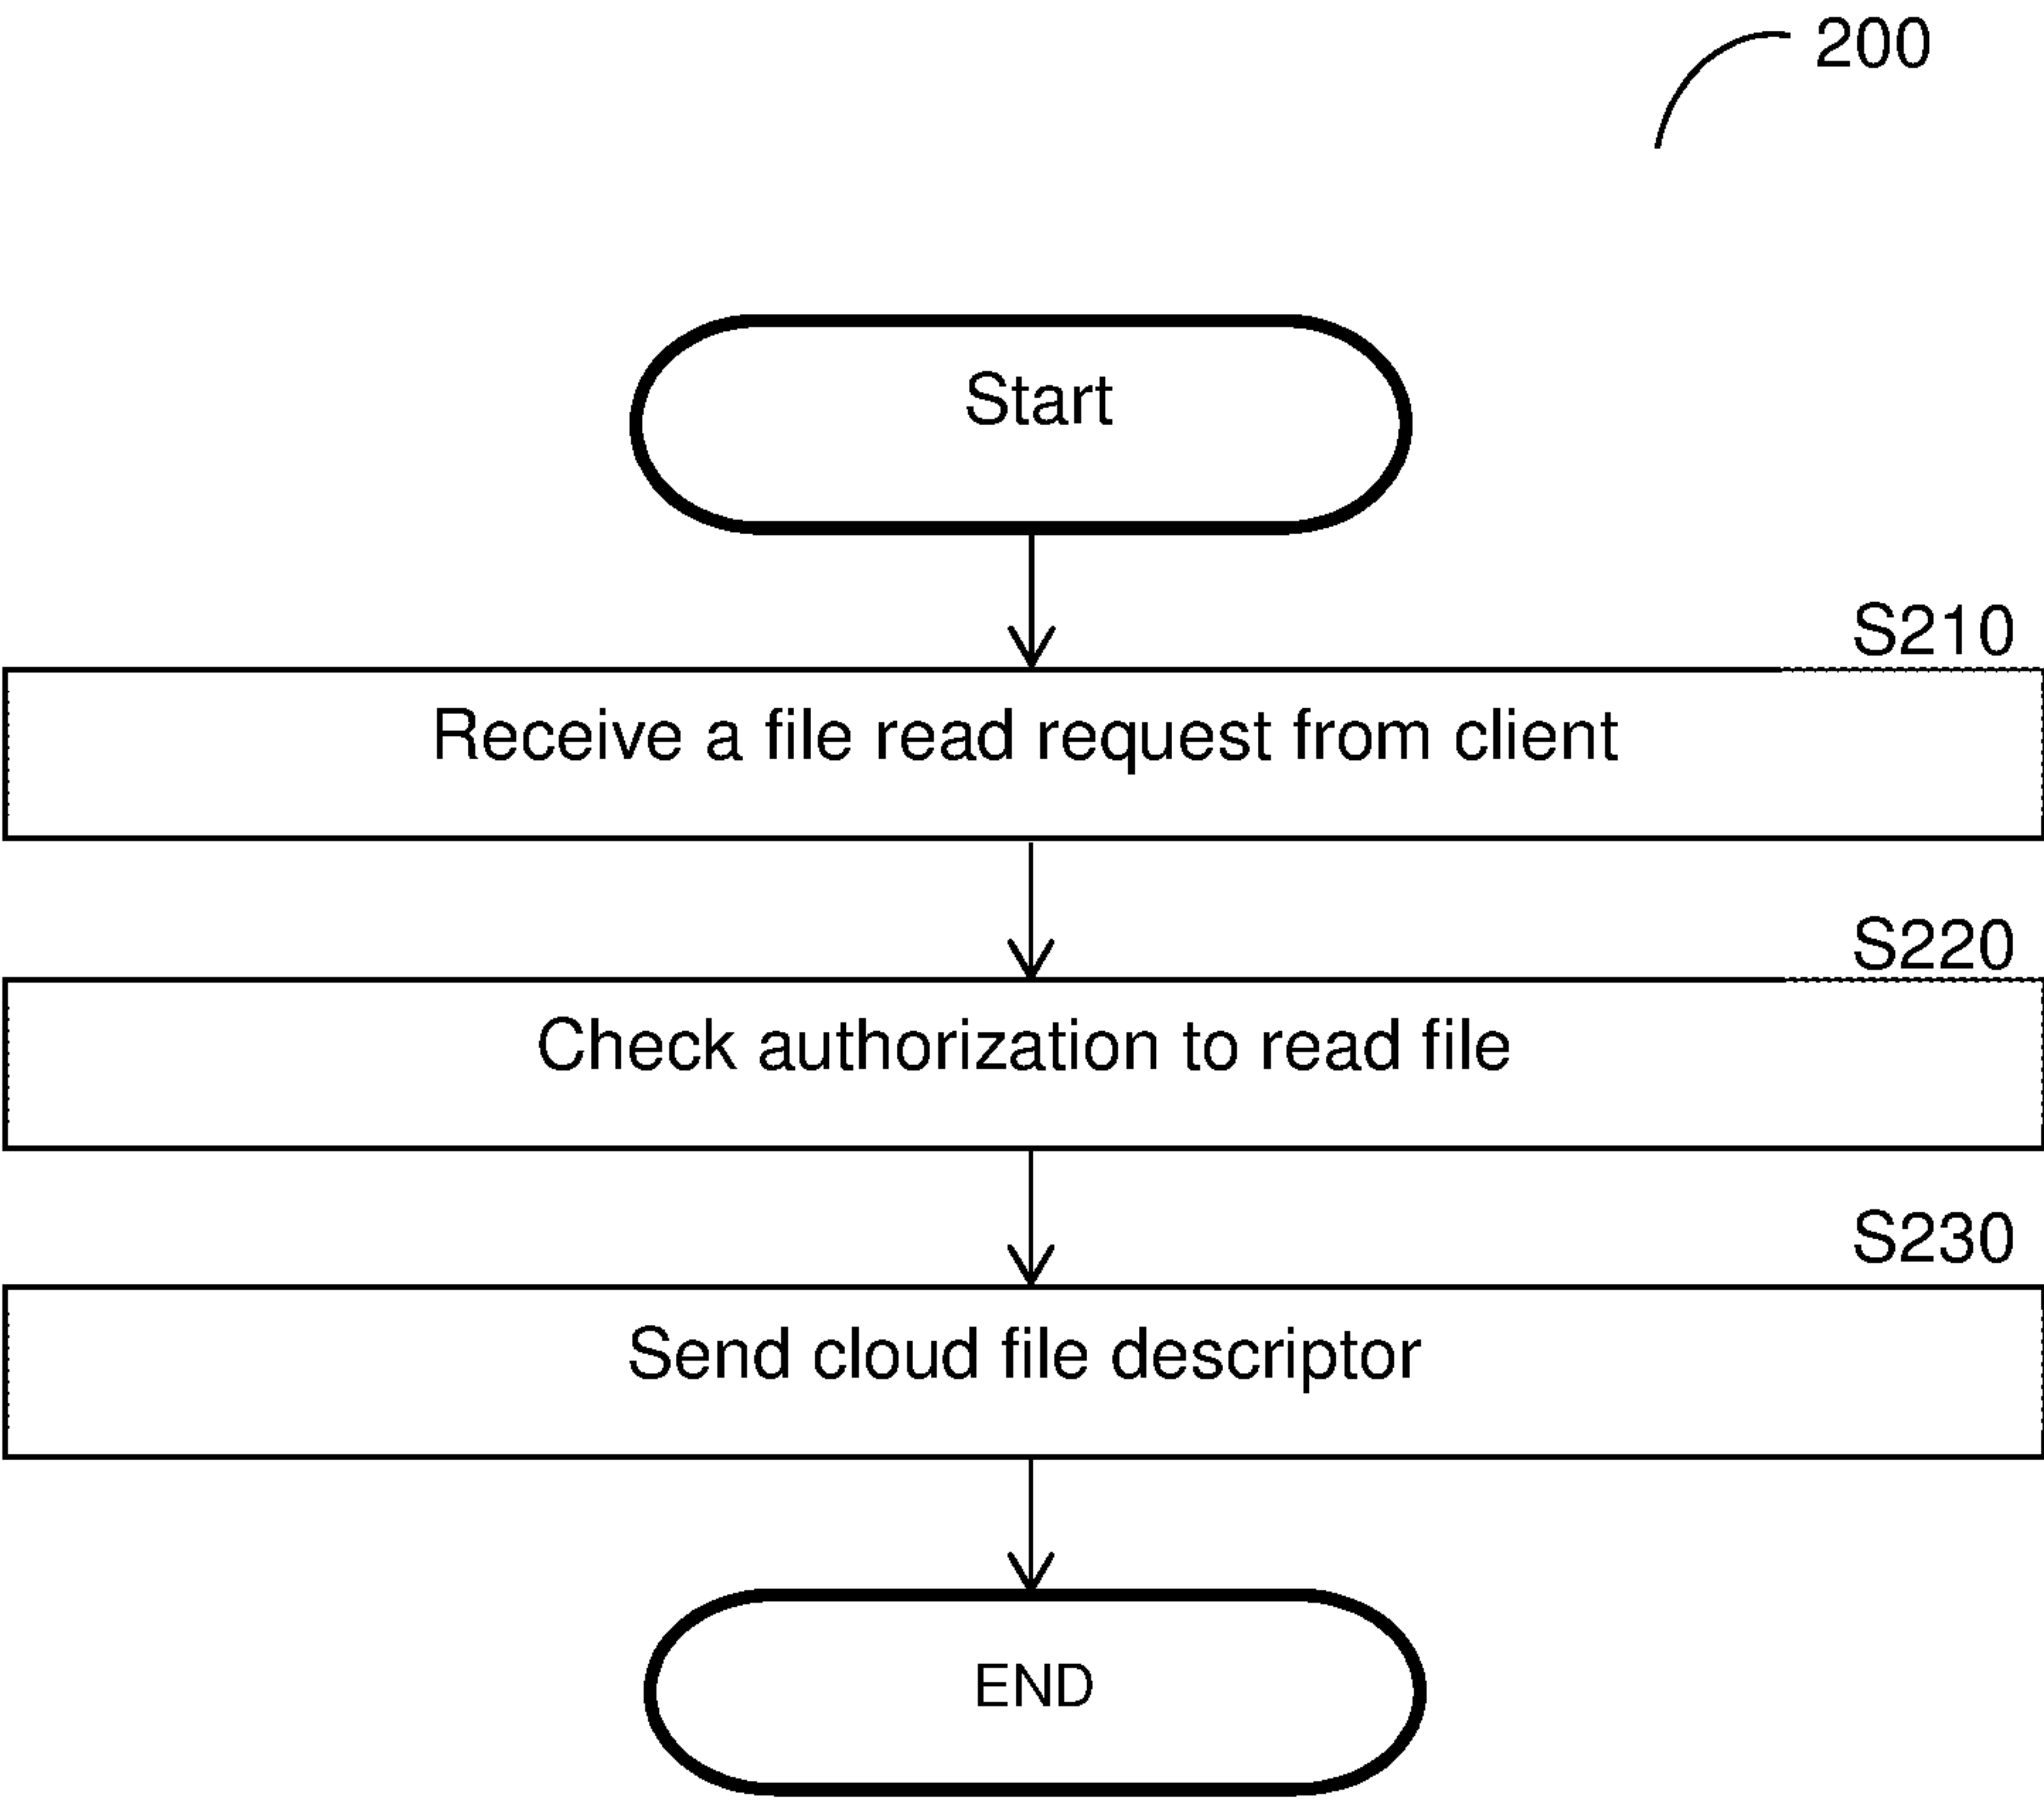 200
Start
S210
Receive a file read request from client
S220
Check authorization to read file
S230
Send cloud file descriptor
END